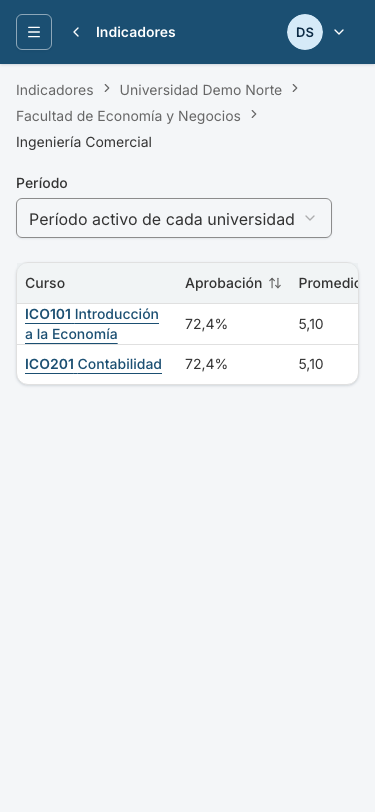 Indicadores
DS
Indicadores > Universidad Demo Norte >
Facultad de Economía y Negocios >
Ingeniería Comercial
Período
Período activo de cada universidad
Curso Aprobación Promedio
ICO101 Introducción a la Economía 72,4% 5,10
ICO201 Contabilidad 72,4% 5,10